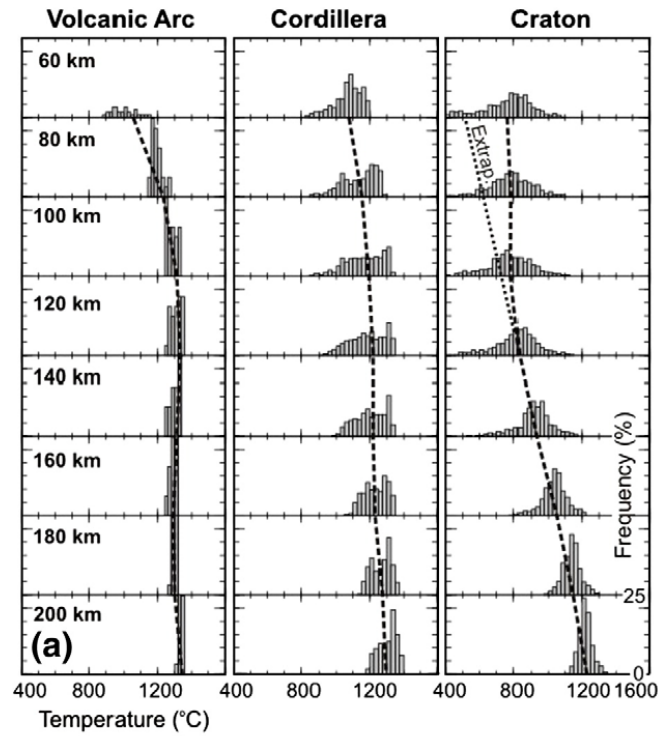 Volcanic Arc Cordillera Craton
60 km
80 km
Extrap.
100 km
120 km
140 km
160 km
180 km
200 km
(a)
Frequency (%)
25
0
400 800 1200 400 800 1200 400 800 1200 1600
Temperature (°C)